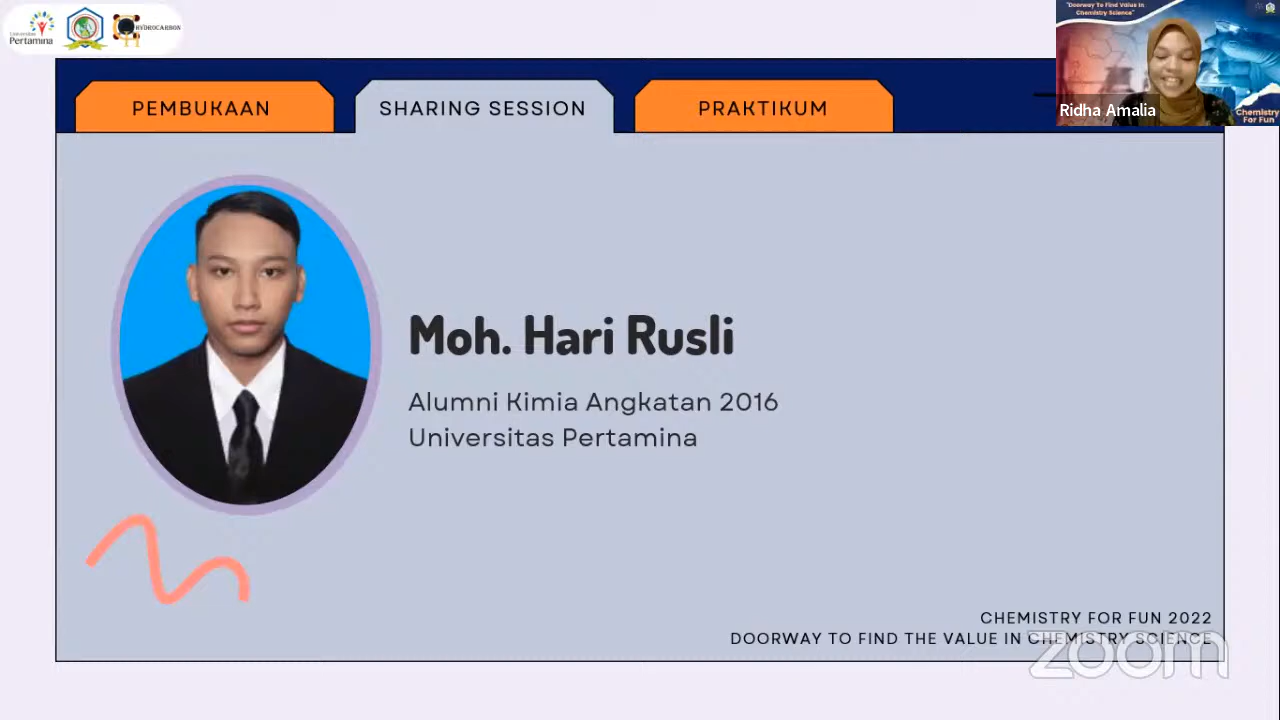 Universitas
Pertamina
HYDROCARBON
PEMBUKAAN
SHARING SESSION
PRAKTIKUM
"Doorway To Find Value In
Chemistry Science"
Ridha Amalia
Chemistry
For Fun
Moh. Hari Rusli
Alumni Kimia Angkatan 2016
Universitas Pertamina
CHEMISTRY FOR FUN 2022
DOORWAY TO FIND THE VALUE IN CHEMISTRY SCIENCE
zoom